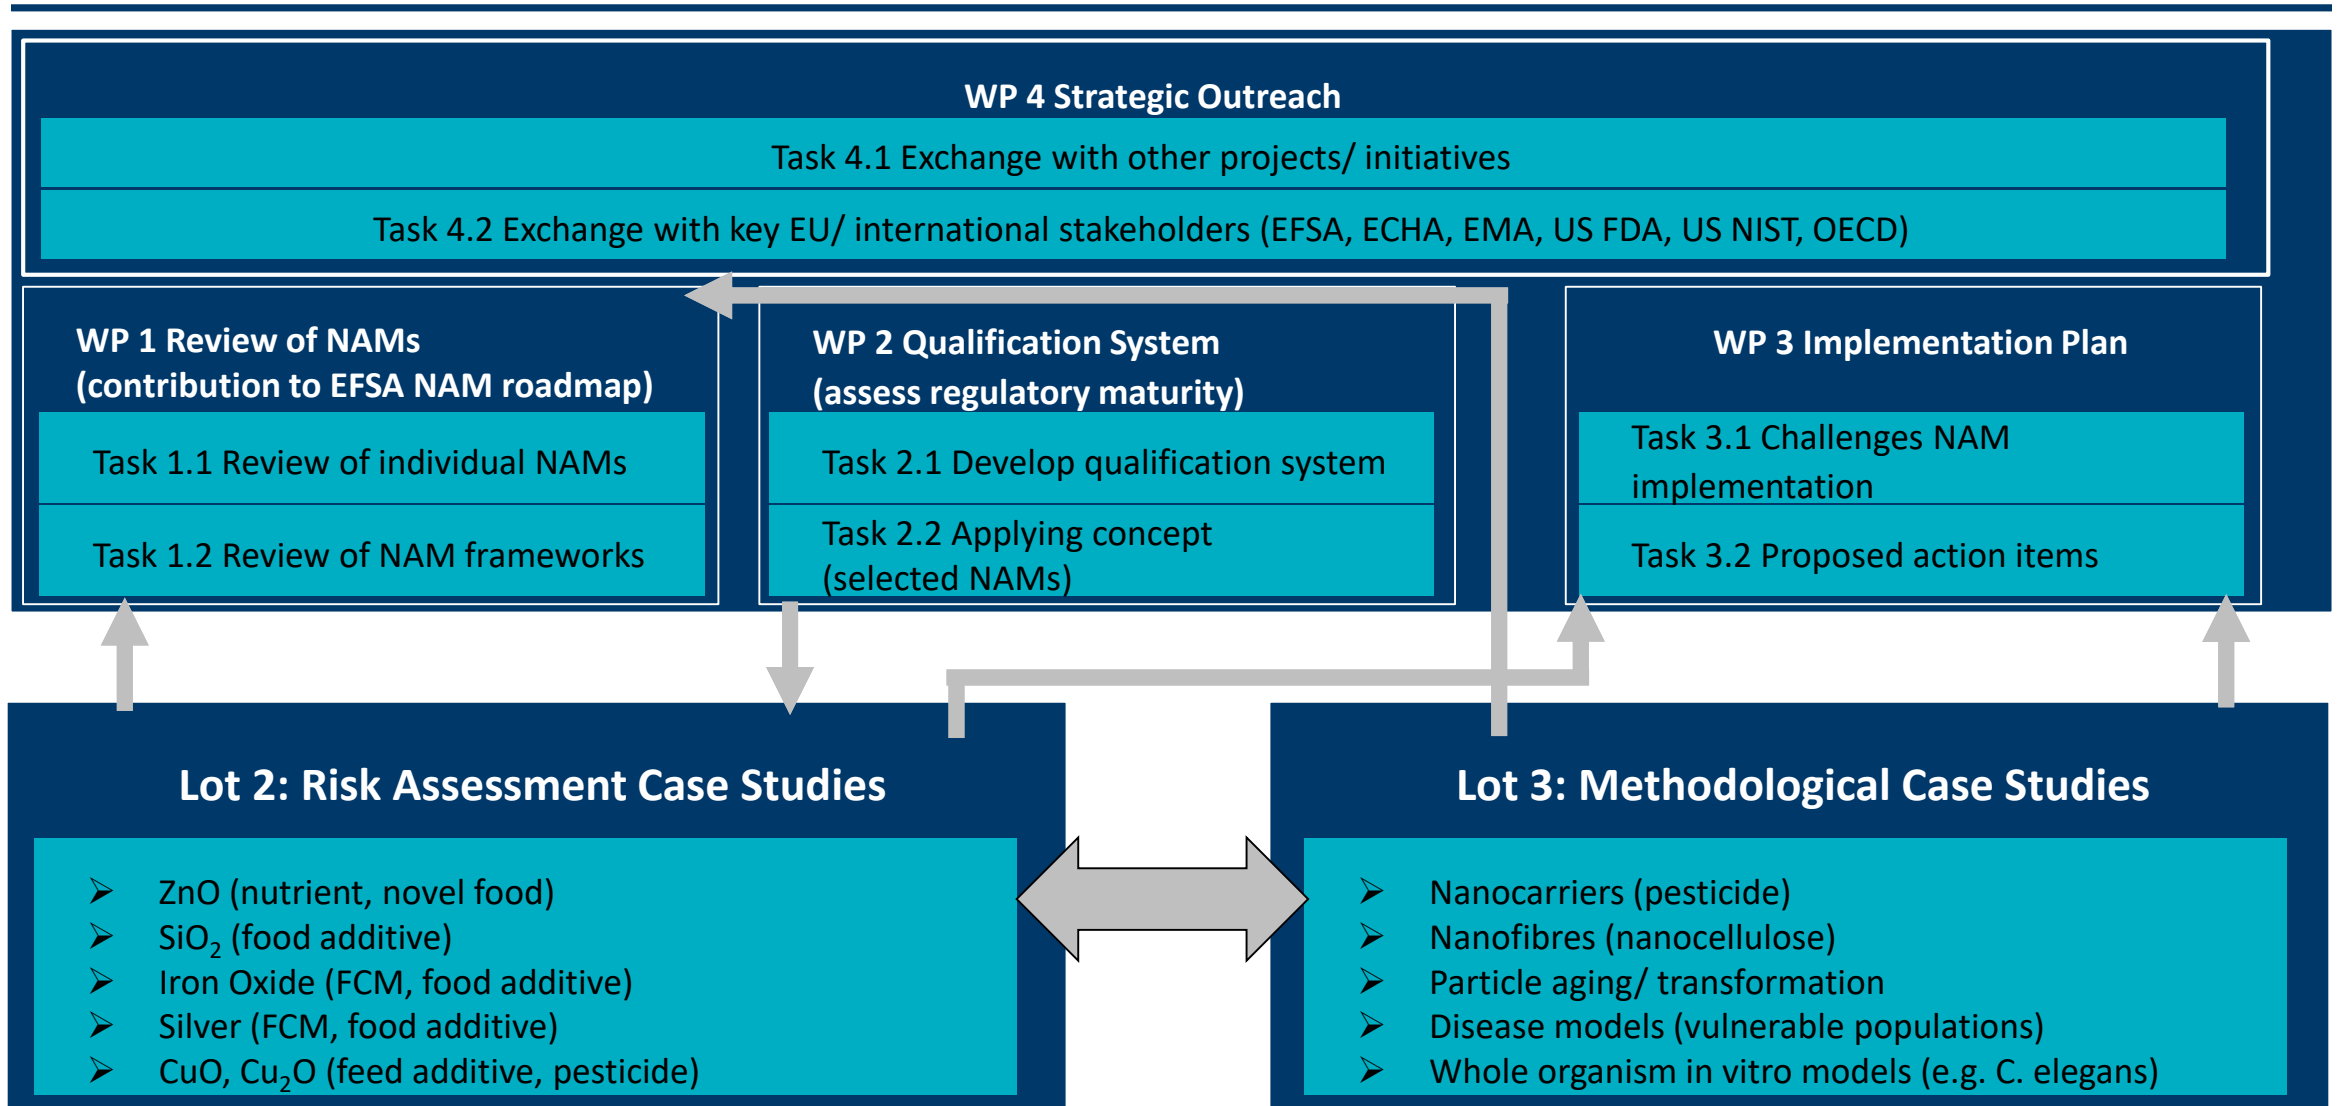 WP 4 Strategic Outreach
Task 4.1 Exchange with other projects/ initiatives
Task 4.2 Exchange with key EU/ international stakeholders (EFSA, ECHA, EMA, US FDA, US NIST, OECD)
WP 1 Review of NAMs
(contribution to EFSA NAM roadmap)
Task 1.1 Review of individual NAMs
Task 1.2 Review of NAM frameworks
WP 2 Qualification System
(assess regulatory maturity)
Task 2.1 Develop qualification system
Task 2.2 Applying concept
(selected NAMs)
WP 3 Implementation Plan
Task 3.1 Challenges NAM
implementation
Task 3.2 Proposed action items
Lot 2: Risk Assessment Case Studies
➢ ZnO (nutrient, novel food)
➢ SiO₂ (food additive)
➢ Iron Oxide (FCM, food additive)
➢ Silver (FCM, food additive)
➢ CuO, Cu₂O (feed additive, pesticide)
Lot 3: Methodological Case Studies
➢ Nanocarriers (pesticide)
➢ Nanofibres (nanocellulose)
➢ Particle aging/ transformation
➢ Disease models (vulnerable populations)
➢ Whole organism in vitro models (e.g. C. elegans)